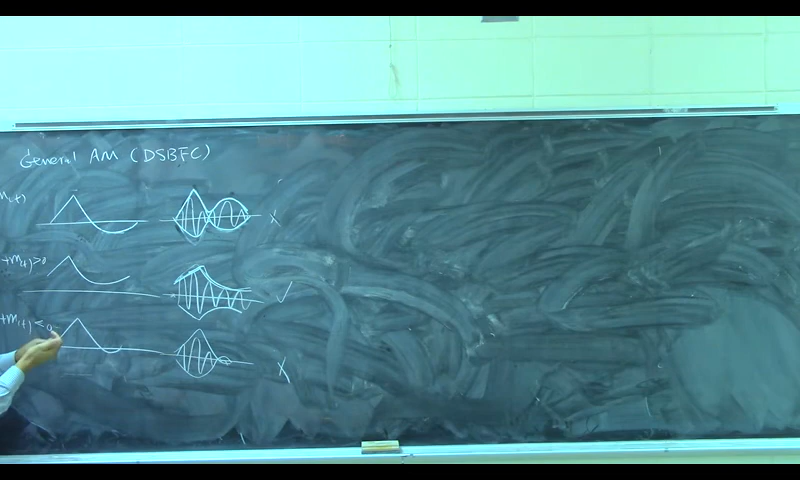 General AM (DSBFC)
m(t)
X
+m(t) > 0
✓
+m(t) ≤ 0
X